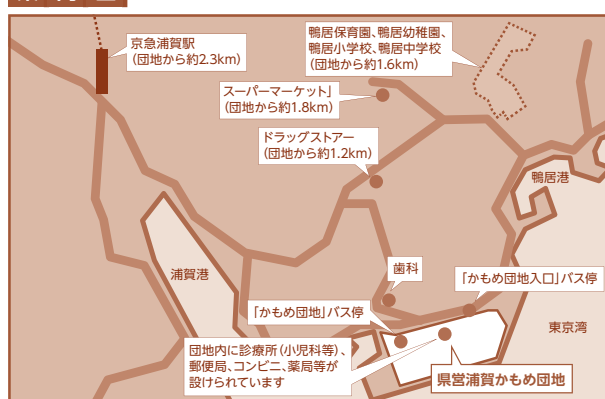 京急浦賀駅
（団地から約2.3km）
鴨居保育園、鴨居幼稚園、
鴨居小学校、鴨居中学校
（団地から約1.6km）
スーパーマーケット」
（団地から約1.8km）
ドラッグストアー
（団地から約1.2km）
鴨居港
浦賀港
歯科
「かもめ団地入口」バス停
「かもめ団地」バス停
東京湾
団地内に診療所（小児科等）、
郵便局、コンビニ、薬局等が
設けられています
県営浦賀かもめ団地